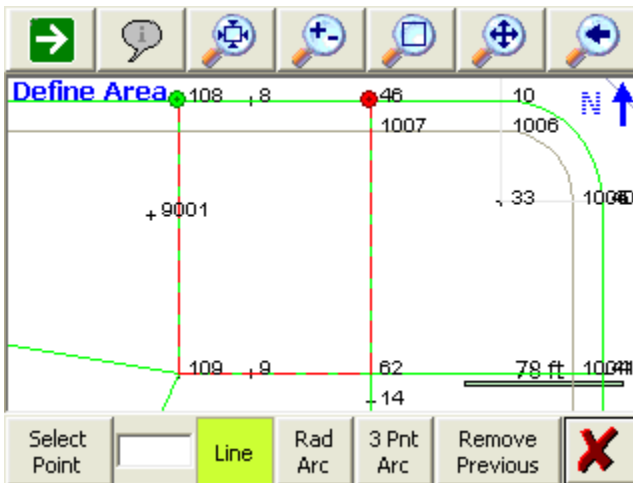 Define Area
108
8
46
10
N
1007
1006
9001
33
109
9
62
78 ft
14
Select Point
Line
Rad Arc
3 Pnt Arc
Remove Previous